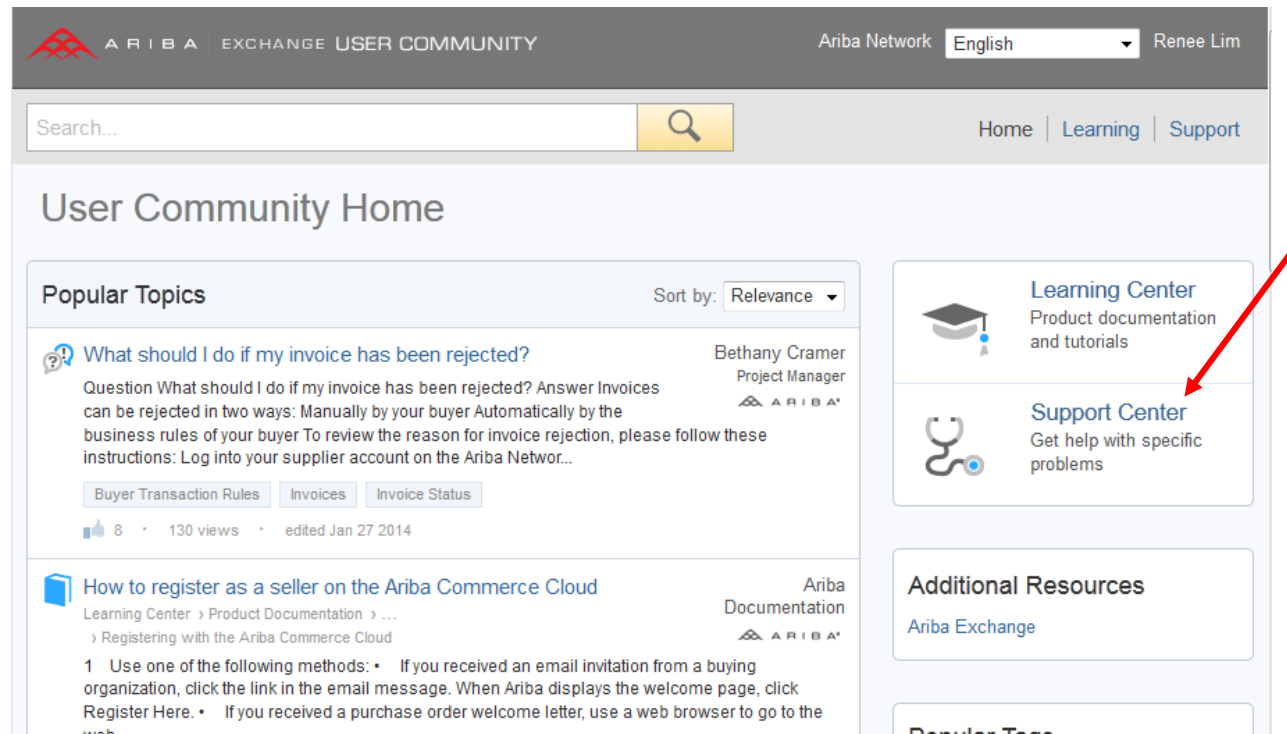 ARIBA EXCHANGE USER COMMUNITY
Ariba Network English Renee Lim
Search...
Home Learning Support
User Community Home
Popular Topics
Sort by: Relevance
What should I do if my invoice has been rejected?
Bethany Cramer
Project Manager
ARIBA
Question What should I do if my invoice has been rejected? Answer Invoices
can be rejected in two ways: Manually by your buyer Automatically by the
business rules of your buyer To review the reason for invoice rejection, please follow these
instructions: Log into your supplier account on the Ariba Networ...
Buyer Transaction Rules Invoices Invoice Status
8 · 130 views · edited Jan 27 2014
How to register as a seller on the Ariba Commerce Cloud
Ariba
Documentation
ARIBA
Learning Center › Product Documentation › ...
› Registering with the Ariba Commerce Cloud
1 Use one of the following methods: • If you received an email invitation from a buying
organization, click the link in the email message. When Ariba displays the welcome page, click
Register Here. • If you received a purchase order welcome letter, use a web browser to go to the
Learning Center
Product documentation
and tutorials
Support Center
Get help with specific
problems
Additional Resources
Ariba Exchange
Popular Tags